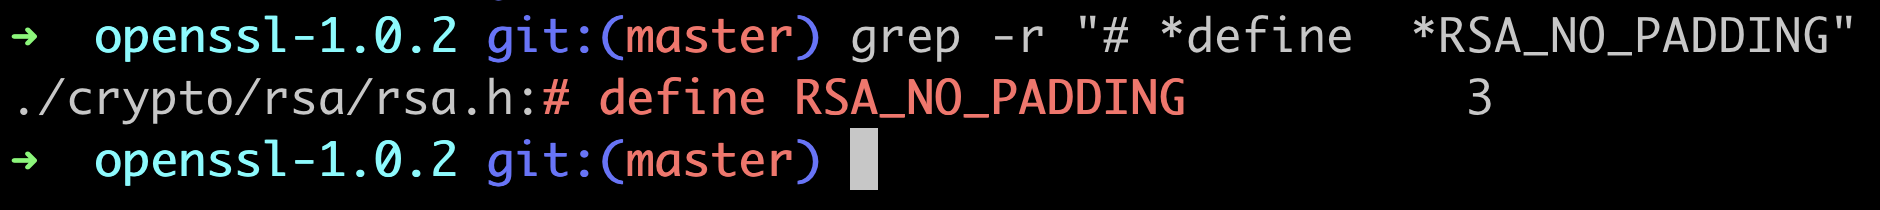 ➜  openssl-1.0.2 git:(master) grep -r "# *define  *RSA_NO_PADDING"
./crypto/rsa/rsa.h:# define RSA_NO_PADDING          3
➜  openssl-1.0.2 git:(master)